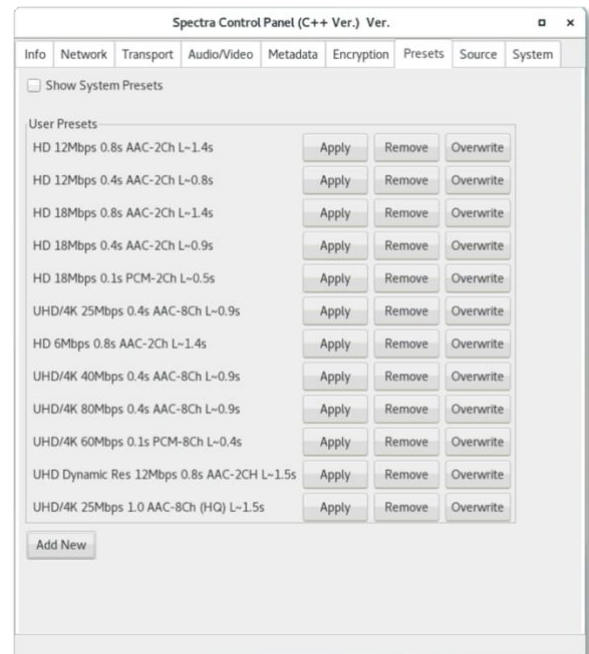 Spectra Control Panel (C++ Ver.) Ver.
Info Network Transport Audio/Video Metadata Encryption Presets Source System
Show System Presets
User Presets
HD 12Mbps 0.8s AAC-2Ch L~1.4s Apply Remove Overwrite
HD 12Mbps 0.4s AAC-2Ch L~0.8s Apply Remove Overwrite
HD 18Mbps 0.8s AAC-2Ch L~1.4s Apply Remove Overwrite
HD 18Mbps 0.4s AAC-2Ch L~0.9s Apply Remove Overwrite
HD 18Mbps 0.1s PCM-2Ch L~0.5s Apply Remove Overwrite
UHD/4K 25Mbps 0.4s AAC-8Ch L~0.9s Apply Remove Overwrite
HD 6Mbps 0.8s AAC-2Ch L~1.4s Apply Remove Overwrite
UHD/4K 40Mbps 0.4s AAC-8Ch L~0.9s Apply Remove Overwrite
UHD/4K 80Mbps 0.4s AAC-8Ch L~0.9s Apply Remove Overwrite
UHD/4K 60Mbps 0.1s PCM-8Ch L~0.4s Apply Remove Overwrite
UHD Dynamic Res 12Mbps 0.8s AAC-2CH L~1.5s Apply Remove Overwrite
UHD/4K 25Mbps 1.0 AAC-8Ch (HQ) L~1.5s Apply Remove Overwrite
Add New